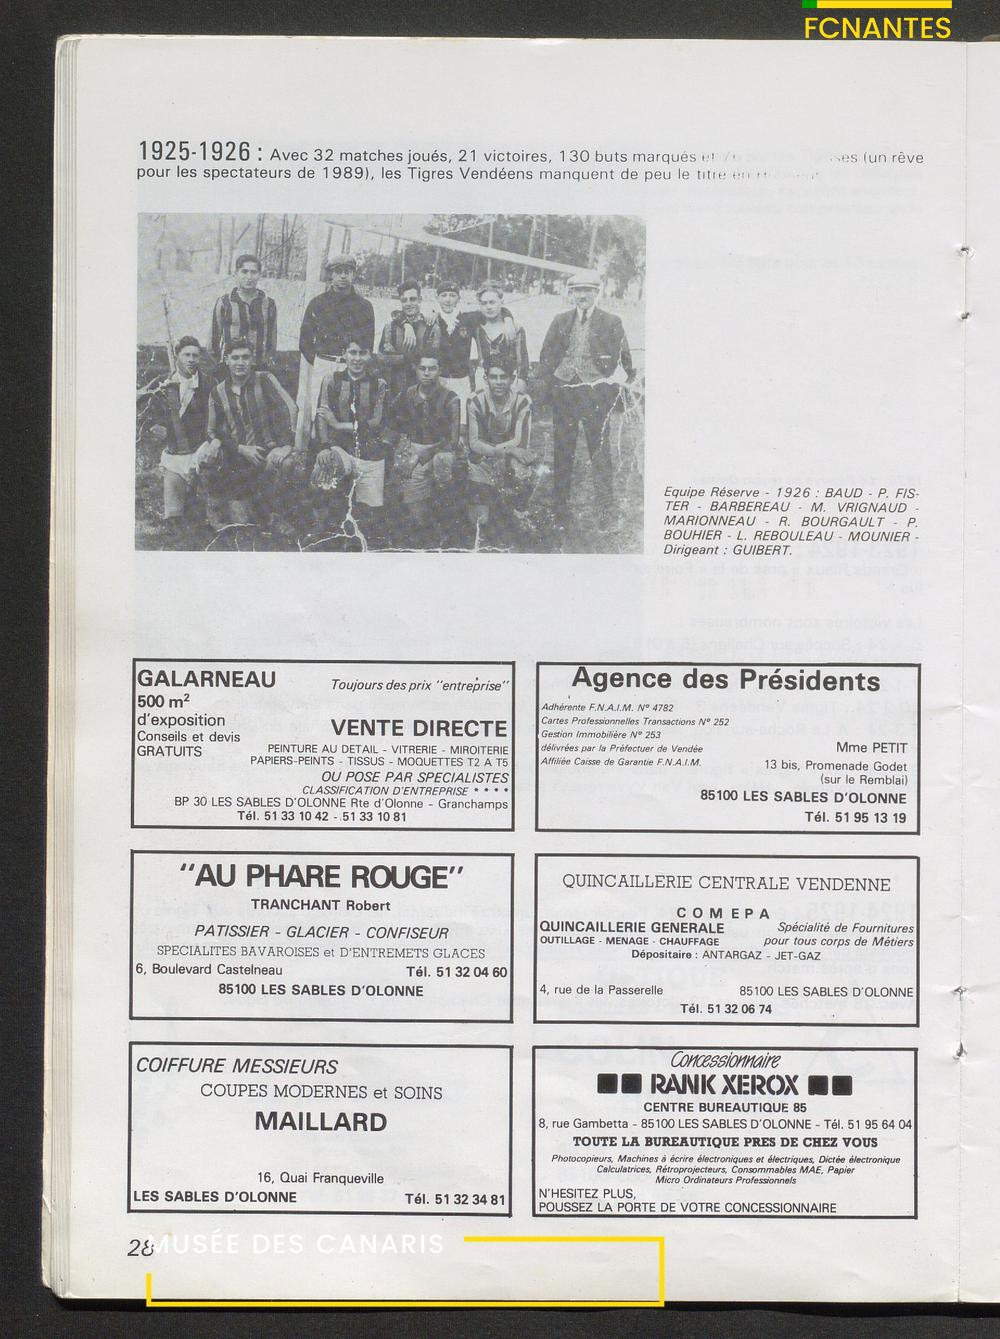 FCNANTES
1925-1926 : Avec 32 matches joués, 21 victoires, 130 buts marqués (un rêve
pour les spectateurs de 1989), les Tigres Vendéens manquent de peu le titre
Equipe Réserve - 1926 : BAUD - P. FIS-
TER - BARBEREAU - M. VRIGNAUD -
MARIONNEAU - R. BOURGAULT - P.
BOUHIER - L. REBOULEAU - MOUNIER -
Dirigeant : GUIBERT.
GALARNEAU
Toujours des prix "entreprise"
500 m²
d'exposition
Conseils et devis
GRATUITS
VENTE DIRECTE
PEINTURE AU DETAIL - VITRERIE - MIROITERIE
PAPIERS-PEINTS - TISSUS - MOQUETTES T2 A T5
OU POSE PAR SPECIALISTES
CLASSIFICATION D'ENTREPRISE * * * *
BP 30 LES SABLES D'OLONNE Rte d'Olonne - Granchamps
Tél. 51 33 10 42 - 51 33 10 81
Agence des Présidents
Adhérente F.N.A.I.M. N° 4782
Cartes Professionnelles Transactions N° 252
Gestion Immobilière N° 253
délivrées par la Préfectuer de Vendée
Affiliée Caisse de Garantie F.N.A.I.M.
Mme PETIT
13 bis, Promenade Godet
(sur le Remblai)
85100 LES SABLES D'OLONNE
Tél. 51 95 13 19
"AU PHARE ROUGE"
TRANCHANT Robert
PATISSIER - GLACIER - CONFISEUR
SPECIALITES BAVAROISES et D'ENTREMETS GLACES
6, Boulevard Castelneau Tél. 51 32 04 60
85100 LES SABLES D'OLONNE
QUINCAILLERIE CENTRALE VENDENNE
COMEPA
QUINCAILLERIE GENERALE
OUTILLAGE - MENAGE - CHAUFFAGE
Spécialité de Fournitures
pour tous corps de Métiers
Dépositaire : ANTARGAZ - JET-GAZ
4, rue de la Passerelle 85100 LES SABLES D'OLONNE
Tél. 51 32 06 74
COIFFURE MESSIEURS
COUPES MODERNES et SOINS
MAILLARD
16, Quai Franqueville
LES SABLES D'OLONNE Tél. 51 32 34 81
Concessionnaire
RANK XEROX
CENTRE BUREAUTIQUE 85
8, rue Gambetta - 85100 LES SABLES D'OLONNE - Tél. 51 95 64 04
TOUTE LA BUREAUTIQUE PRES DE CHEZ VOUS
Photocopieurs, Machines à écrire électroniques et électriques, Dictée électronique
Calculatrices, Rétroprojecteurs, Consommables MAE, Papier
Micro Ordinateurs Professionnels
N'HESITEZ PLUS,
POUSSEZ LA PORTE DE VOTRE CONCESSIONNAIRE
28
MUSÉE DES CANARIS